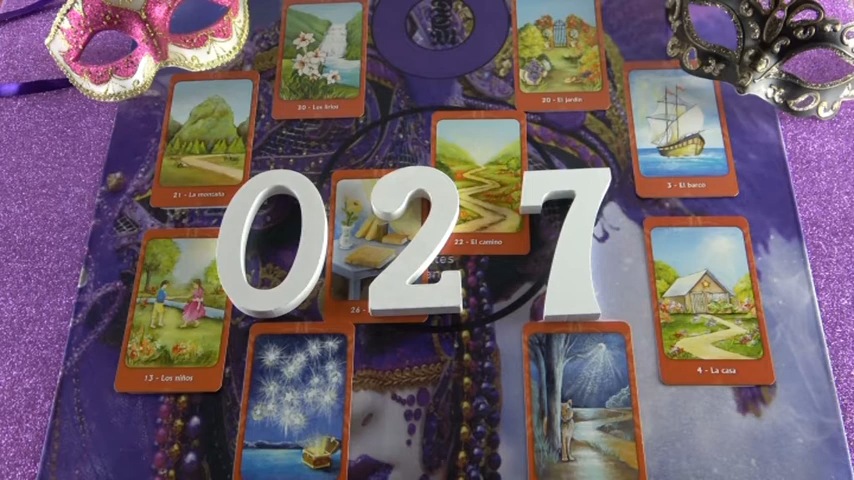 30 - Los lirios
20 - El jardín
21 - La montaña
3 - El barco
027
22 - El camino
26 -
13 - Los niños
4 - La casa